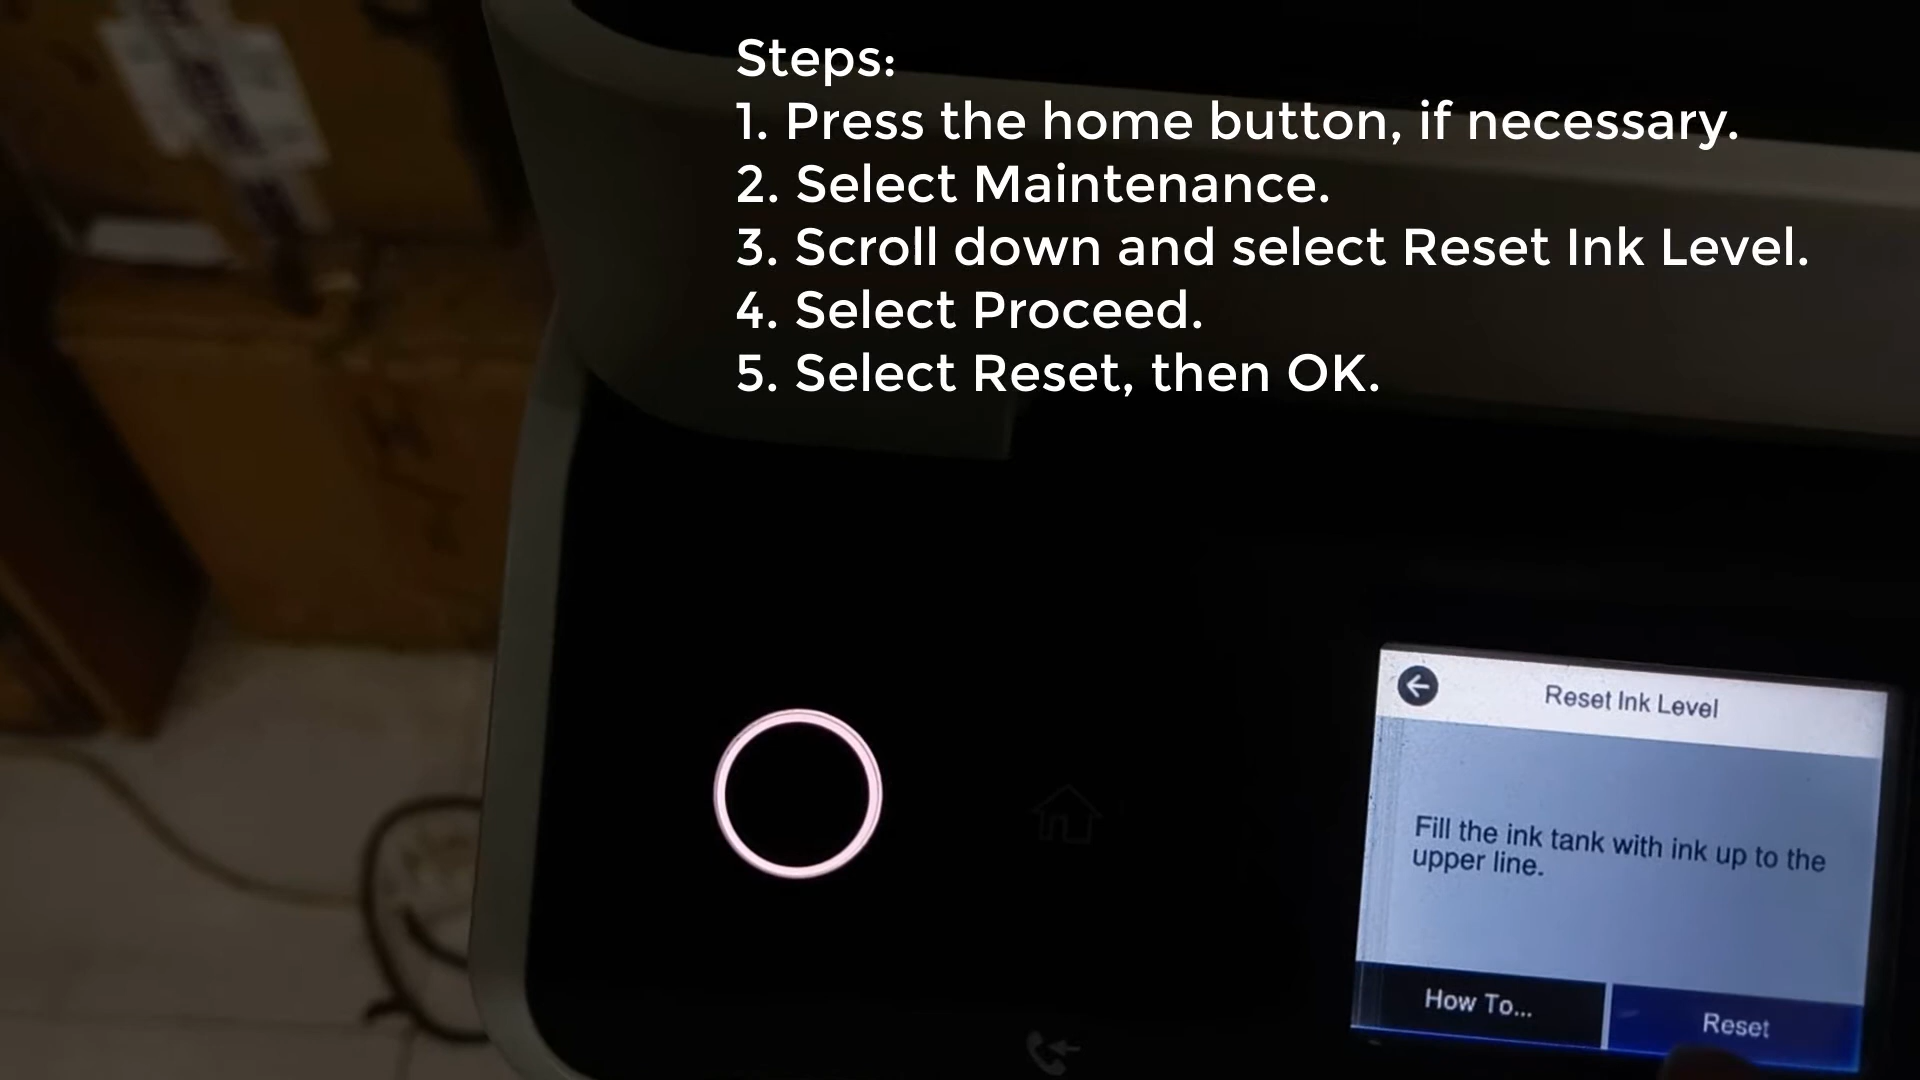 Steps:
1. Press the home button, if necessary.
2. Select Maintenance.
3. Scroll down and select Reset Ink Level.
4. Select Proceed.
5. Select Reset, then OK.
Reset Ink Level
Fill the ink tank with ink up to the
upper line.
How To...
Reset